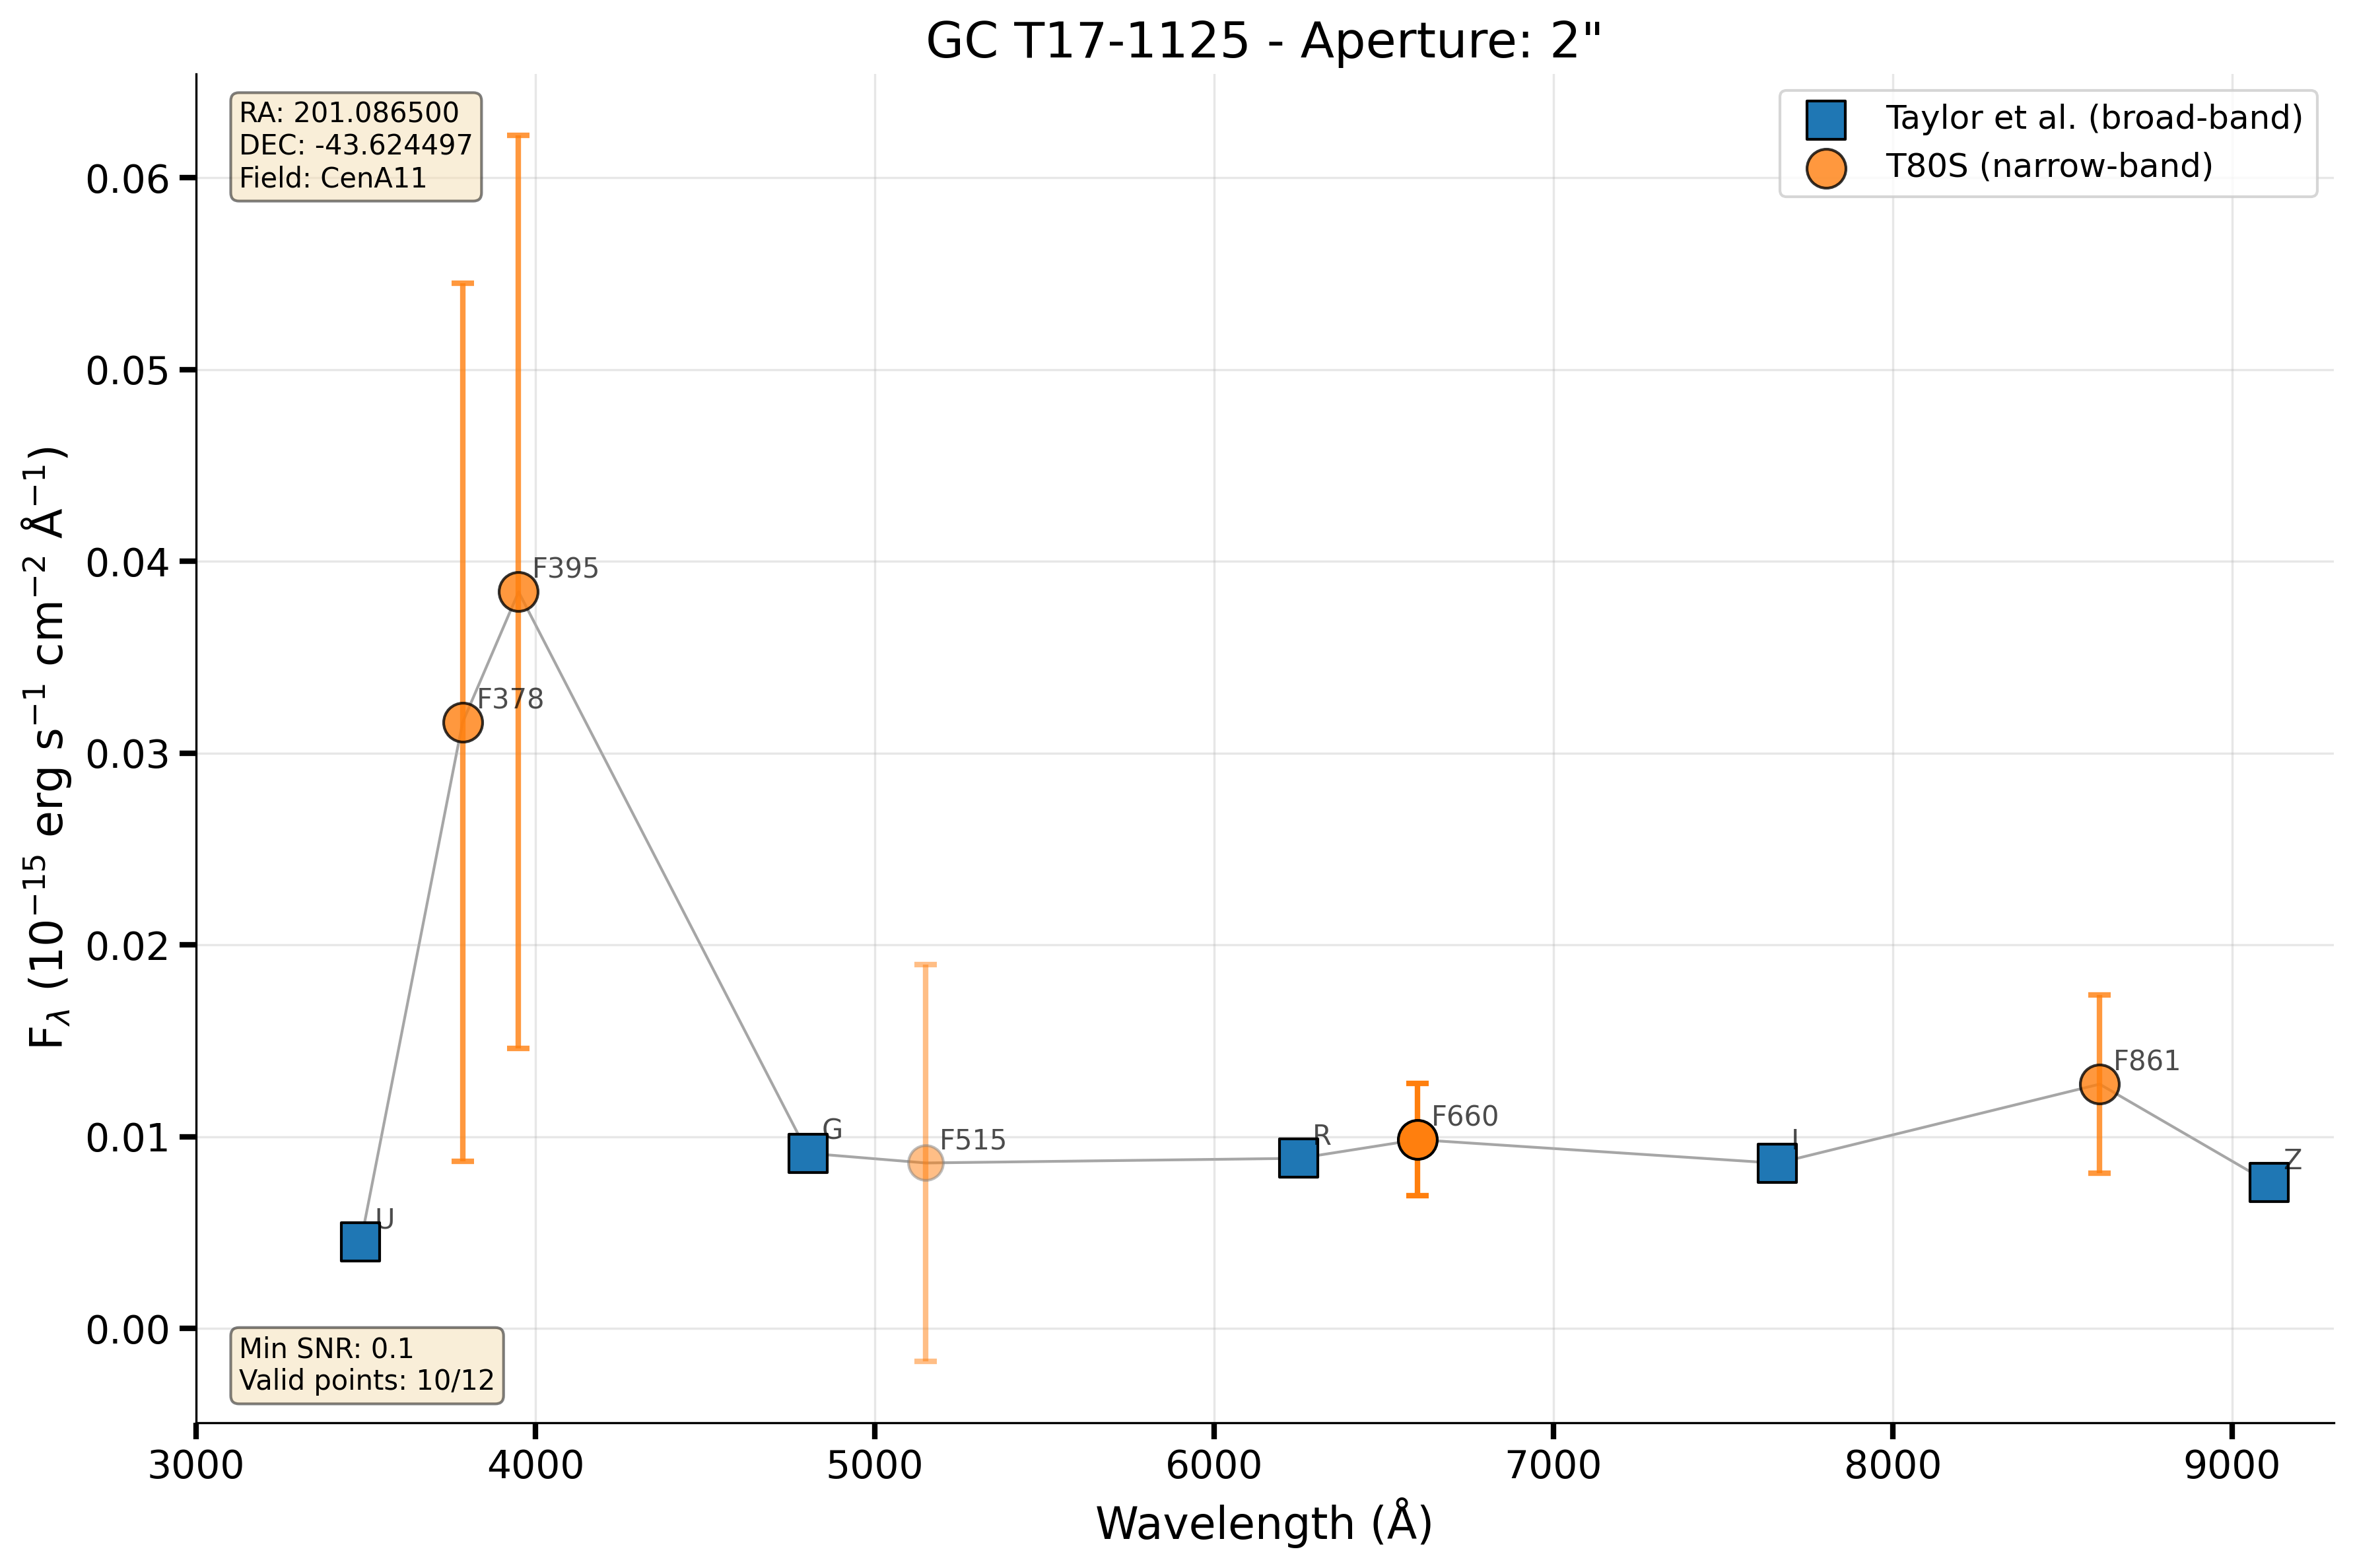 GC T17-1125 - Aperture: 2"
RA: 201.086500
DEC: -43.624497
Field: CenA11
Taylor et al. (broad-band)
T80S (narrow-band)
0.06
0.05
0.04
0.03
0.02
0.01
0.00
F$_λ$ (10⁻¹⁵ erg s⁻¹ cm⁻² Å⁻¹)
F395
F378
U
G
F515
R
F660
I
F861
Z
Min SNR: 0.1
Valid points: 10/12
3000 4000 5000 6000 7000 8000 9000
Wavelength (Å)